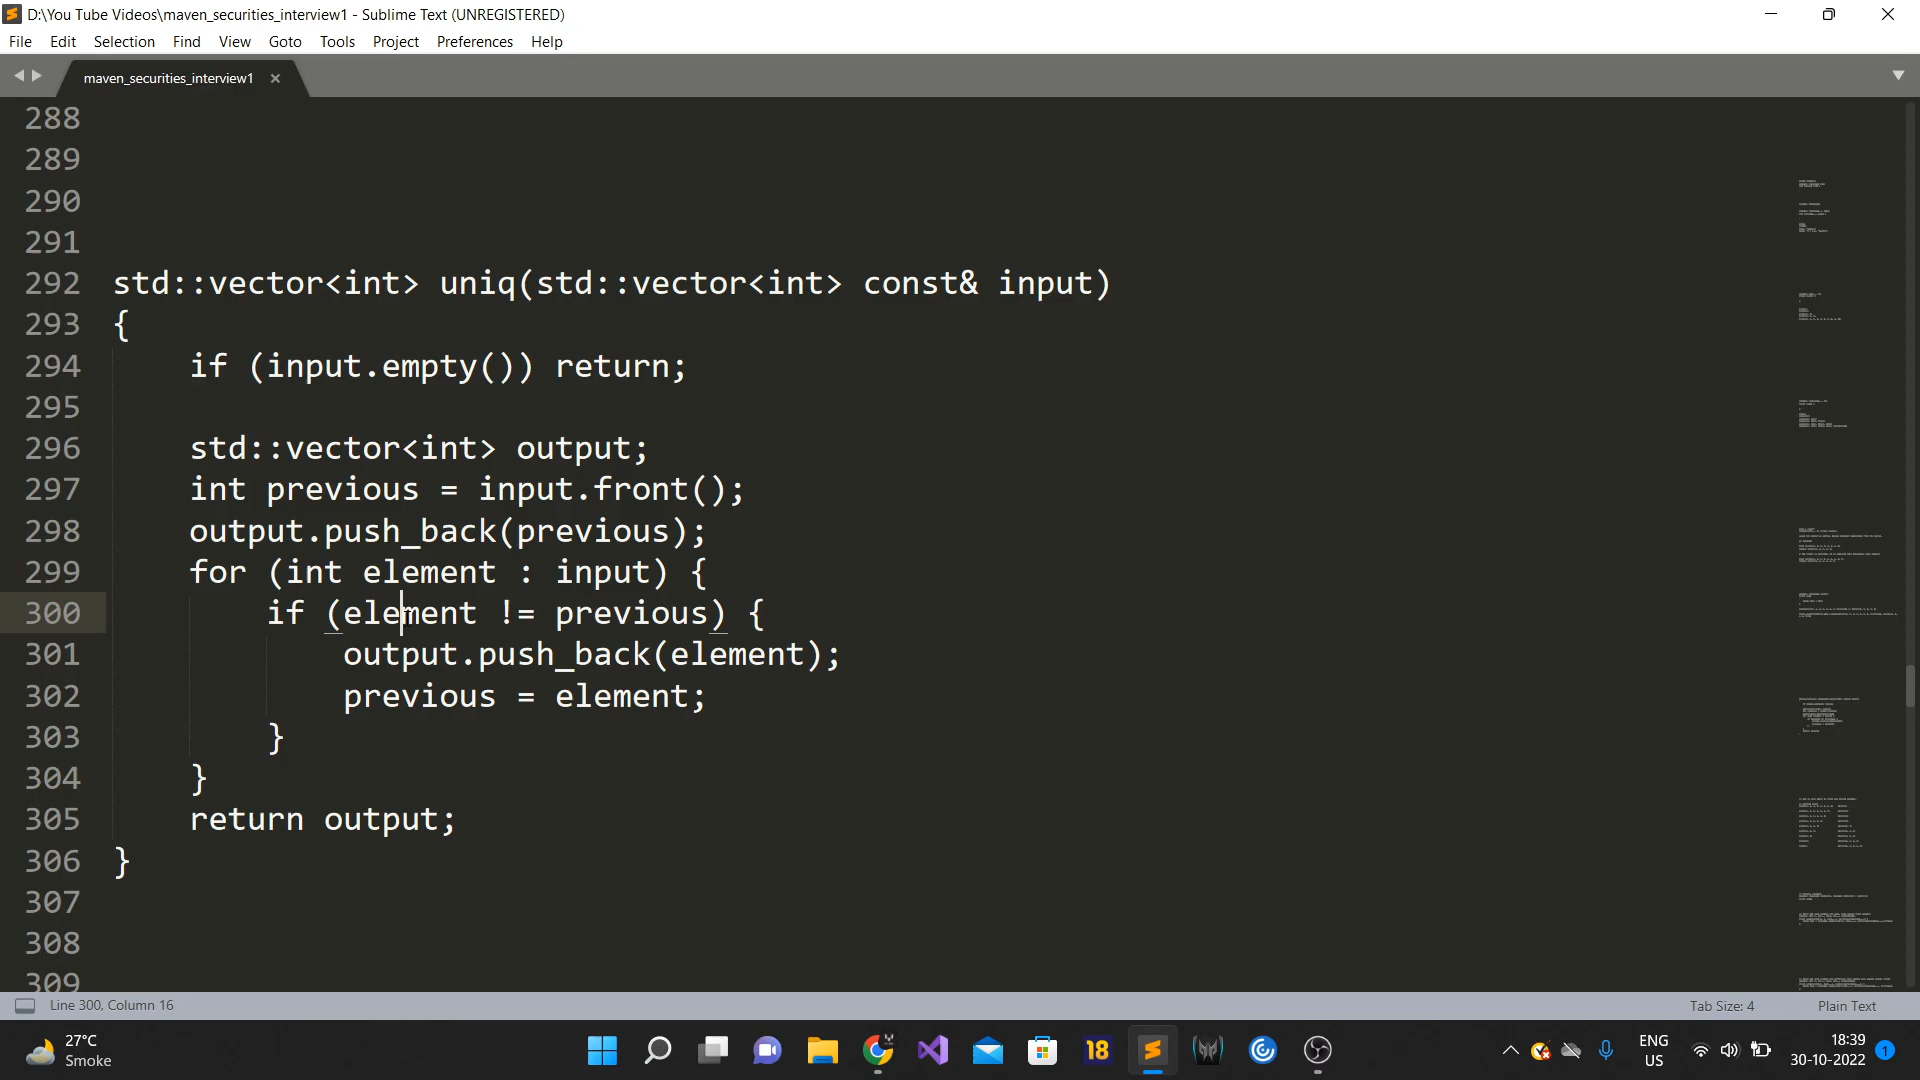 D:\You Tube Videos\maven_securities_interview1 - Sublime Text (UNREGISTERED)
File Edit Selection Find View Goto Tools Project Preferences Help
maven_securities_interview1
288
289
290
291
292 std::vector<int> uniq(std::vector<int> const& input)
293 {
294 if (input.empty()) return;
295
296 std::vector<int> output;
297 int previous = input.front();
298 output.push_back(previous);
299 for (int element : input) {
300 if (element != previous) {
301 output.push_back(element);
302 previous = element;
303 }
304 }
305 return output;
306 }
307
308
309
Line 300, Column 16 Tab Size: 4 Plain Text
27°C
Smoke
18
ENG
US
18:39
30-10-2022
1